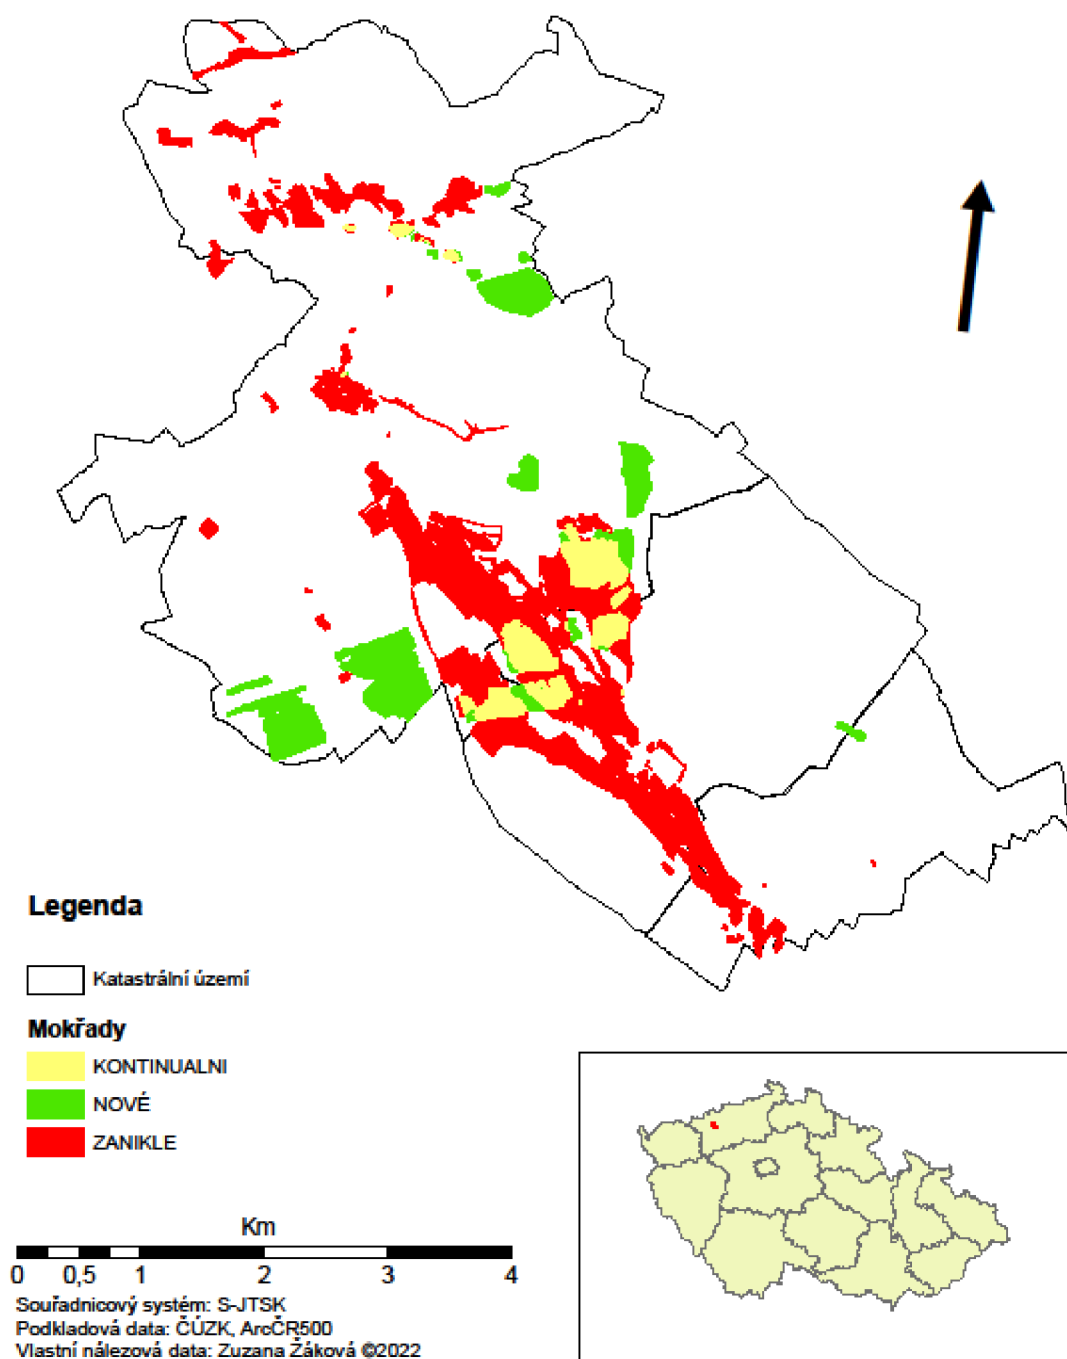 Legenda
Katastrální území
Mokřady
KONTINUALNI
NOVÉ
ZANIKLE
Km
0 0,5 1 2 3 4
Souřadnicový systém: S-JTSK
Podkladová data: ČÚZK, ArcČR500
Vlastní nálezová data: Zuzana Žáková ©2022